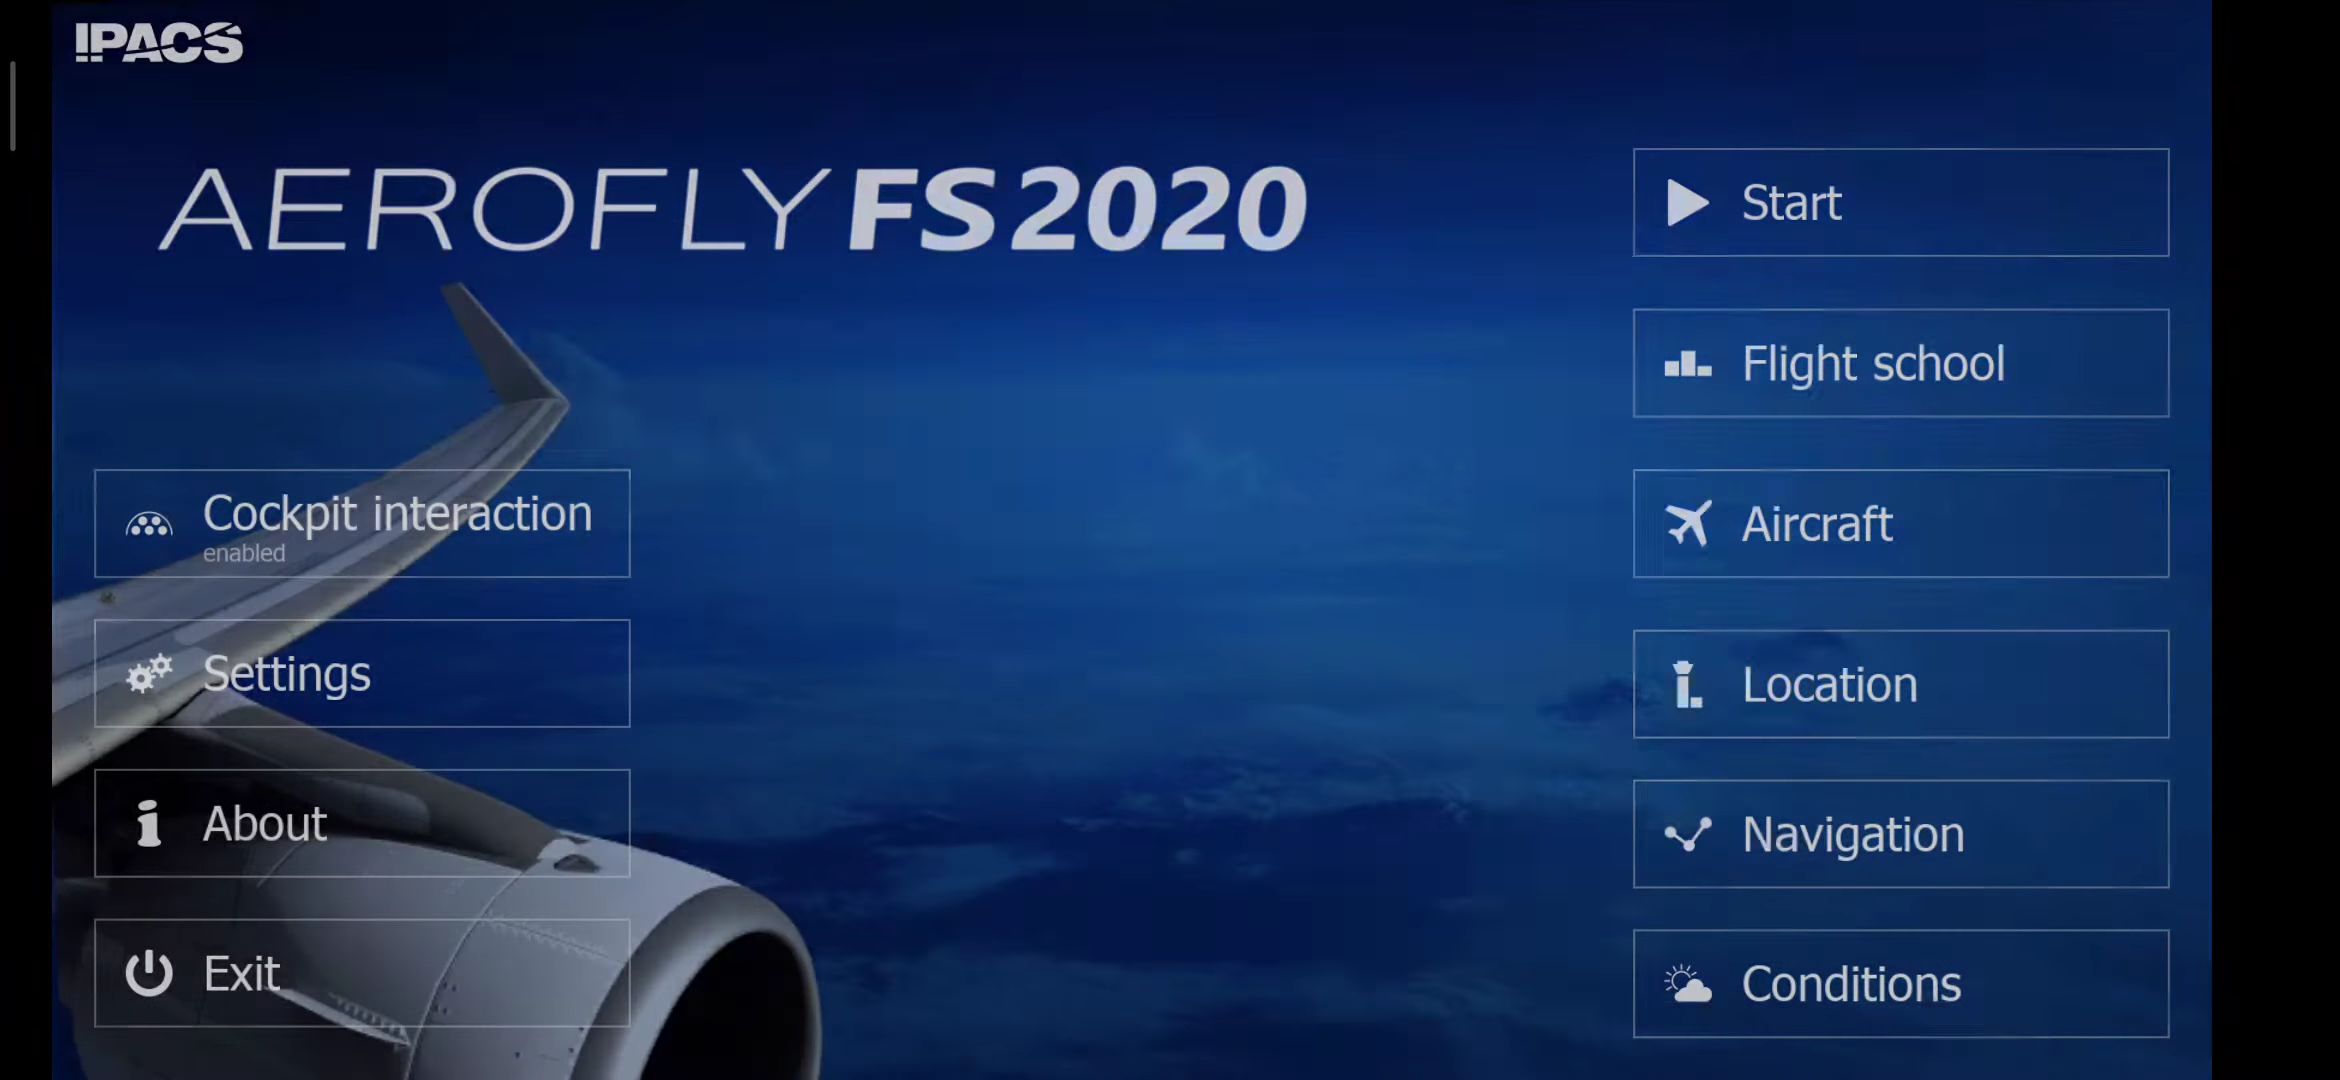 IPACS
AEROFLY FS 2020
Start
Flight school
Cockpit interaction
enabled
Aircraft
Settings
Location
About
Navigation
Exit
Conditions